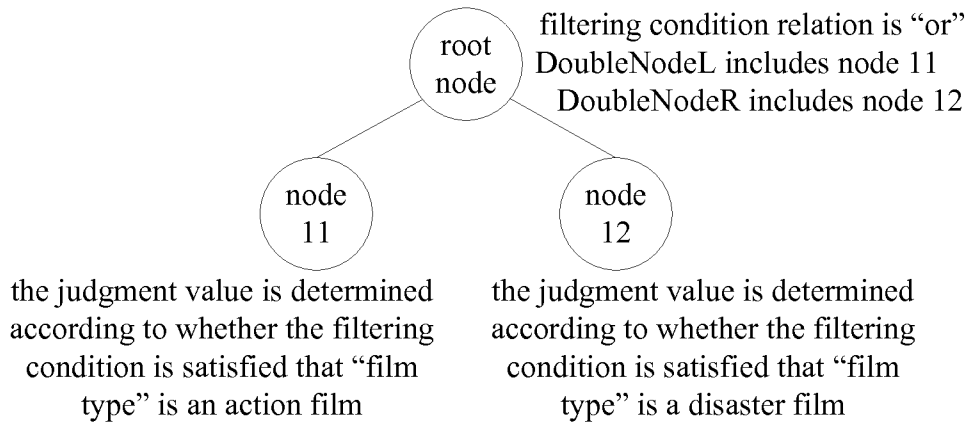 root
node
filtering condition relation is “or”
DoubleNodeL includes node 11
DoubleNodeR includes node 12
node
11
node
12
the judgment value is determined
according to whether the filtering
condition is satisfied that “film
type” is an action film
the judgment value is determined
according to whether the filtering
condition is satisfied that “film
type” is a disaster film